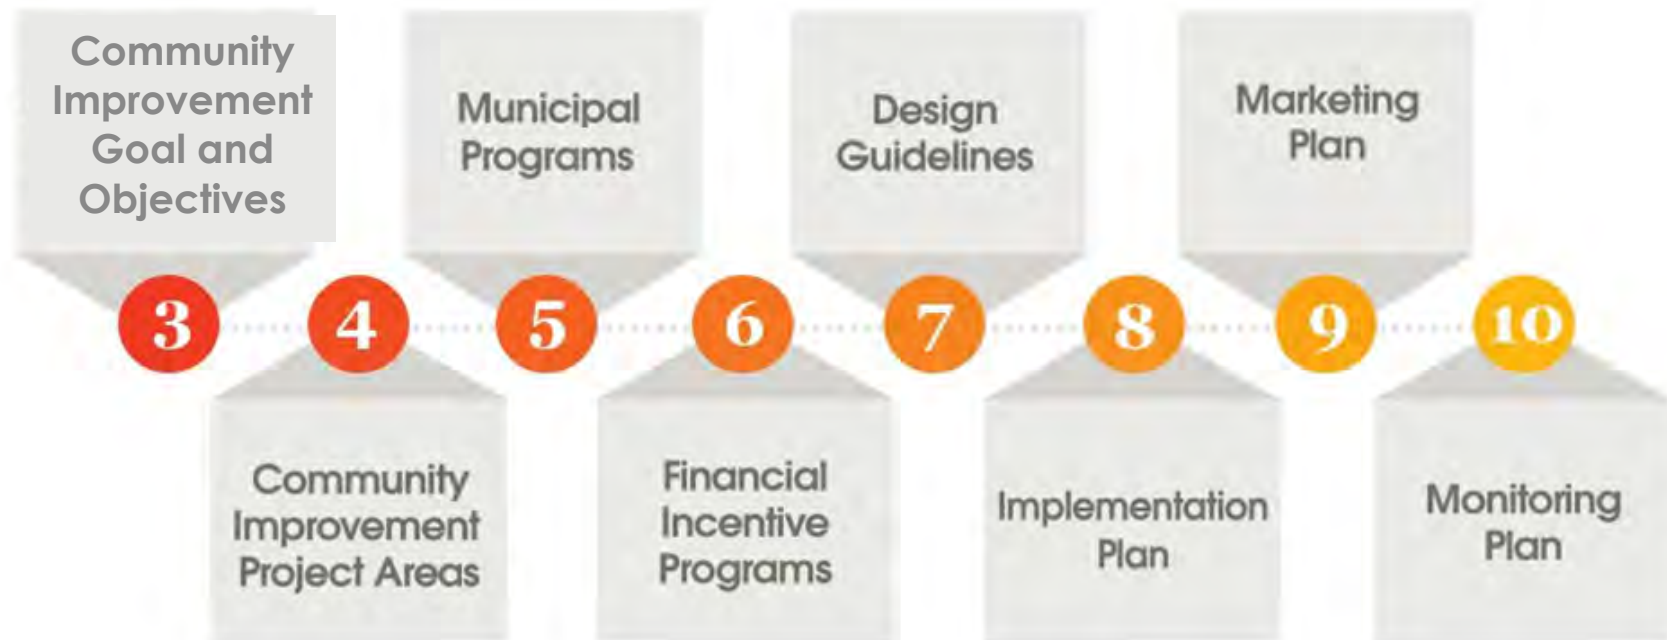 Community
Improvement
Goal and
Objectives
Municipal
Programs
Design
Guidelines
Marketing
Plan
3
4
5
6
7
8
9
10
Community
Improvement
Project Areas
Financial
Incentive
Programs
Implementation
Plan
Monitoring
Plan